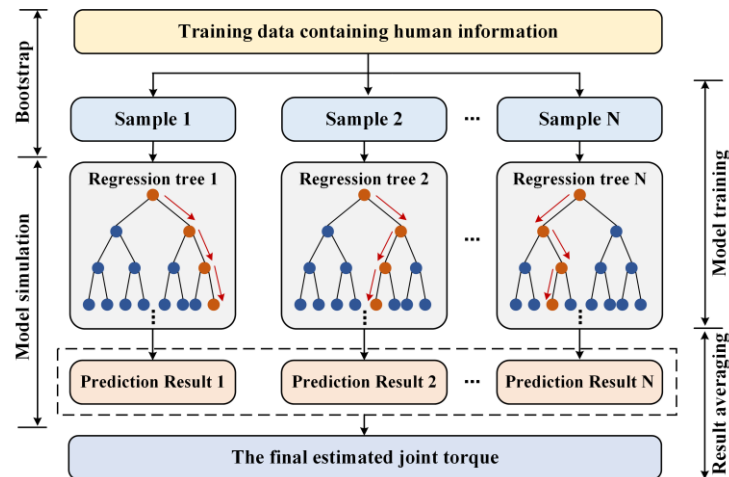 Bootstrap
Training data containing human information
Sample 1
Sample 2
...
Sample N
Model simulation
Regression tree 1
Regression tree 2
...
Regression tree N
Model training
Prediction Result 1
Prediction Result 2
...
Prediction Result N
Result averaging
The final estimated joint torque